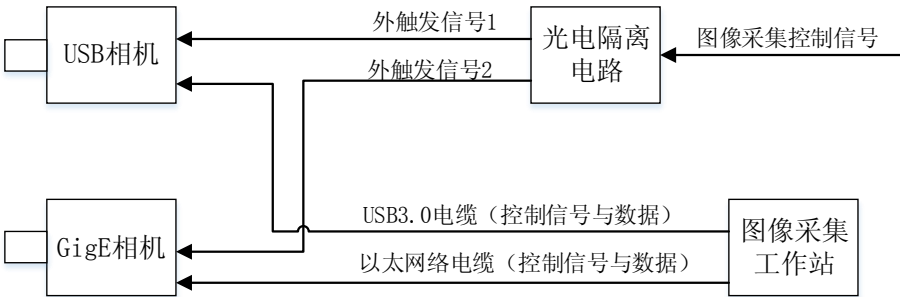 外触发信号1
USB相机
光电隔离
电路
图像采集控制信号
外触发信号2
USB3.0电缆（控制信号与数据）
GigE相机
图像采集
工作站
以太网络电缆（控制信号与数据）